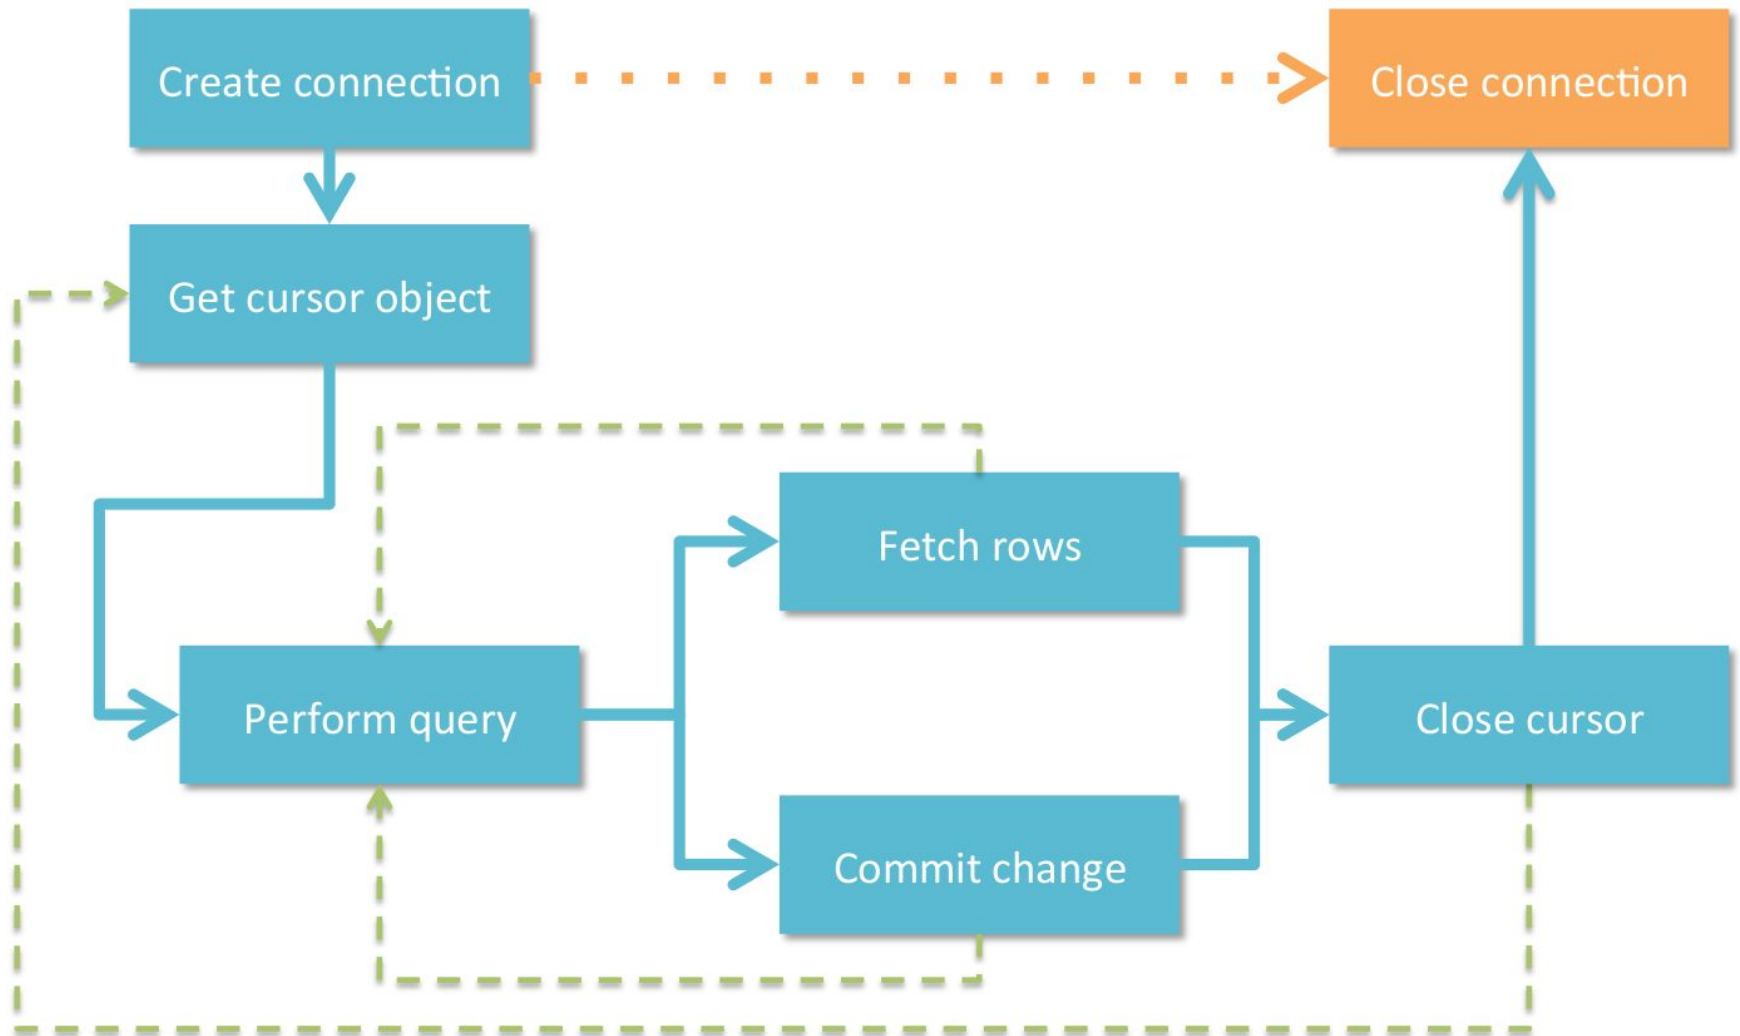 Create connection
Close connection
Get cursor object
Fetch rows
Perform query
Close cursor
Commit change